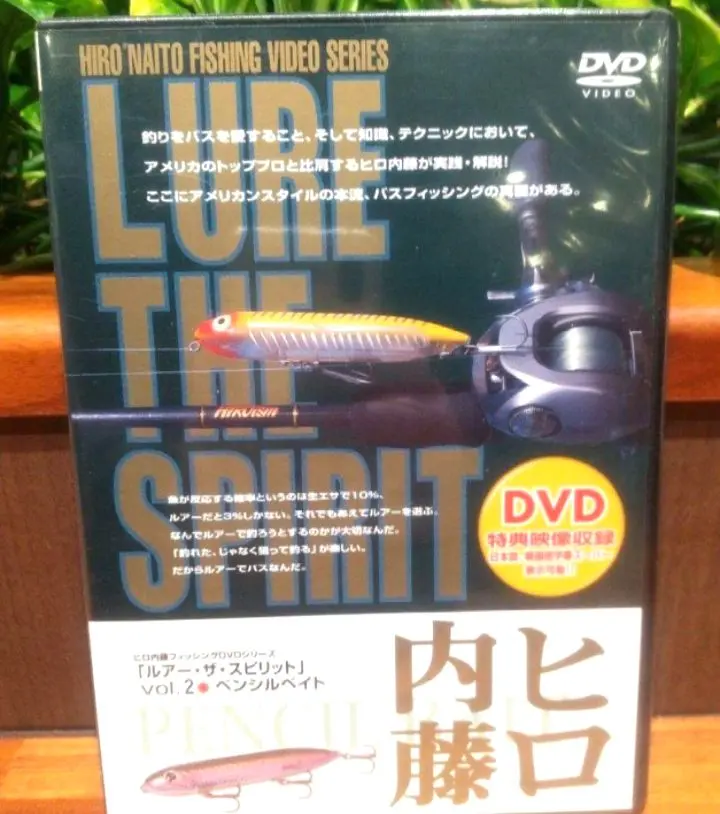 HIRO NAITO FISHING VIDEO SERIES
DVD
VIDEO
LURE
THE
SPIRIT
釣りをバスを愛すること、そして知識、テクニックにおいて、
アメリカのトッププロと比肩するヒロ内藤が実践・解説!
ここにアメリカンスタイルの本流、バスフィッシングの真髄がある。
魚が反応する確率というのは生エサで10%、
ルアーだと3%しかない。それでも敢えてルアーを選ぶ。
なんでルアーで釣ろうとするのかが大切なんだ。
「釣れた、じゃなく狙って釣る」が楽しい。
だからルアーでバスなんだ。
DVD
特典映像収録
日本語
ヒロ内藤フィッシングDVDシリーズ
「ルアー・ザ・スピリット」
Vol.2 ペンシルベイト
PENCIL BAIT
ヒロ
内藤